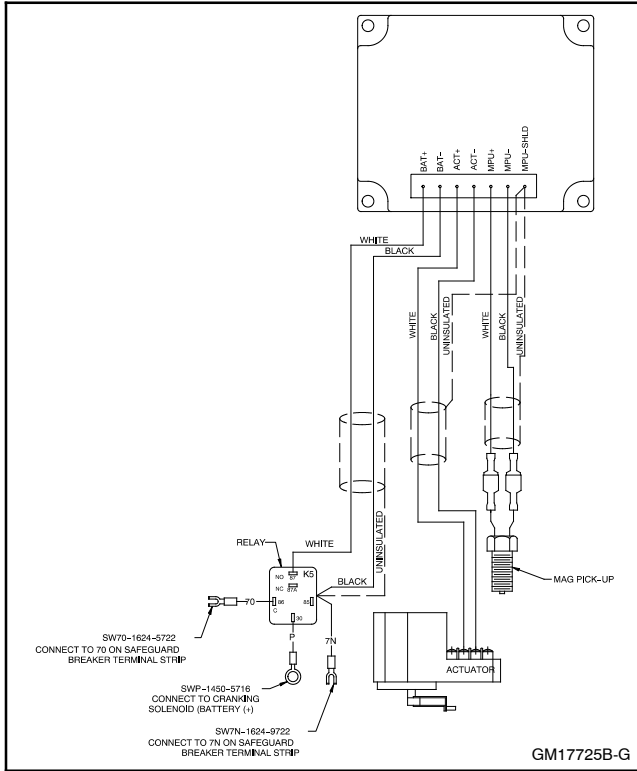 BAT+
BAT-
ACT+
ACT-
MPU+
MPU-
MPU-SHLD
WHITE
BLACK
WHITE
BLACK
UNINSULATED
WHITE
BLACK
UNINSULATED
RELAY
WHITE
UNINSULATED
NO 87 K5
NC 87A
BLACK
70
86
85
C
30
MAG PICK-UP
SW70-1624-5722
CONNECT TO 70 ON SAFEGUARD
BREAKER TERMINAL STRIP
P
7N
ACTUATOR
SWP-1450-5716
CONNECT TO CRANKING
SOLENOID (BATTERY (+)
SW7N-1624-9722
CONNECT TO 7N ON SAFEGUARD
BREAKER TERMINAL STRIP
GM17725B-G